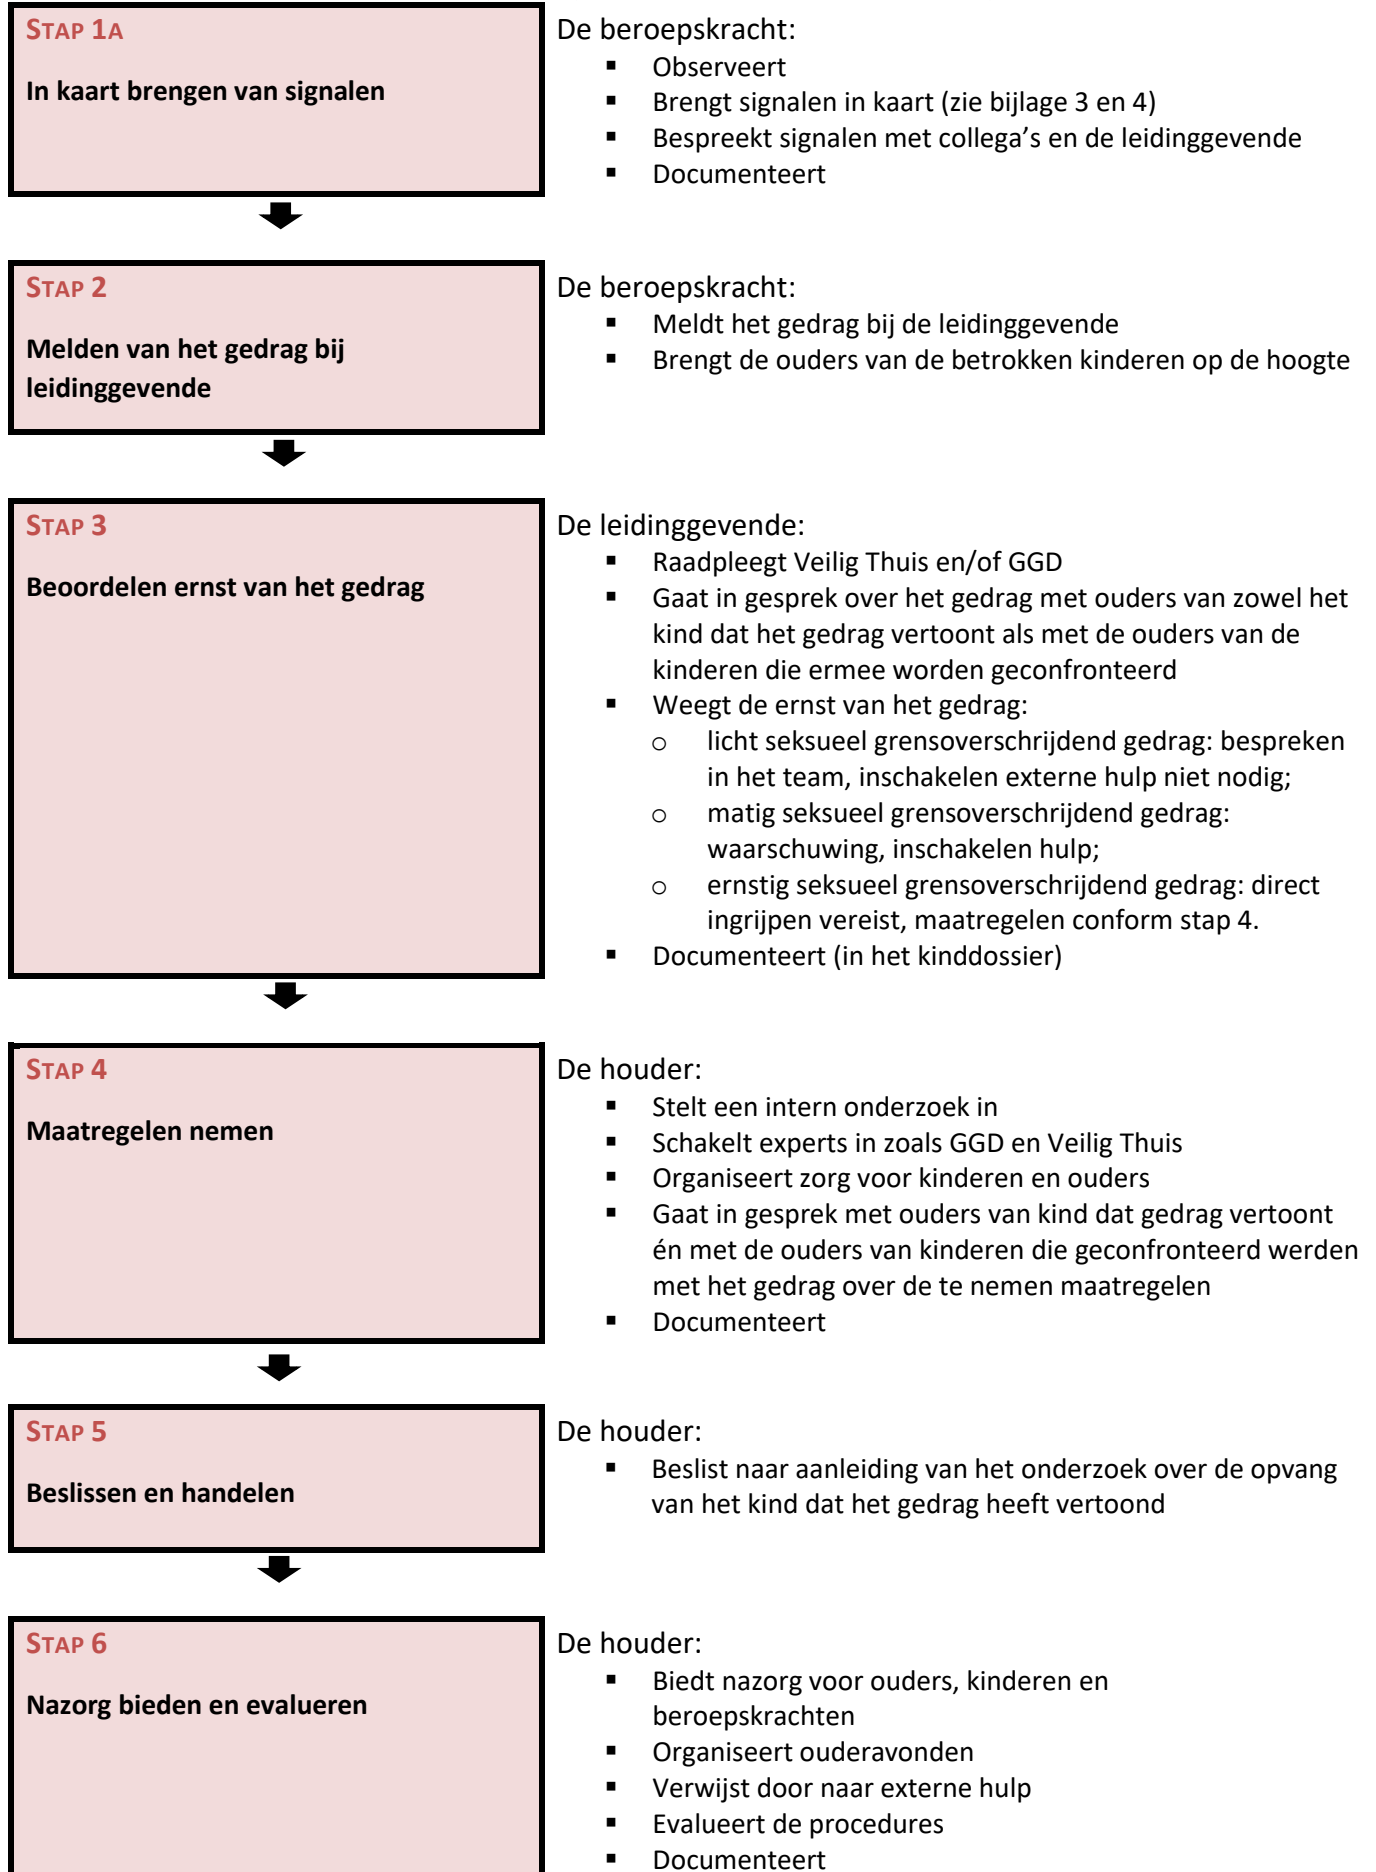 STAP 1A
In kaart brengen van signalen
De beroepskracht:
▪ Observeert
▪ Brengt signalen in kaart (zie bijlage 3 en 4)
▪ Bespreekt signalen met collega’s en de leidinggevende
▪ Documenteert
STAP 2
Melden van het gedrag bij
leidinggevende
De beroepskracht:
▪ Meldt het gedrag bij de leidinggevende
▪ Brengt de ouders van de betrokken kinderen op de hoogte
STAP 3
Beoordelen ernst van het gedrag
De leidinggevende:
▪ Raadpleegt Veilig Thuis en/of GGD
▪ Gaat in gesprek over het gedrag met ouders van zowel het
kind dat het gedrag vertoont als met de ouders van de
kinderen die ermee worden geconfronteerd
▪ Weegt de ernst van het gedrag:
o licht seksueel grensoverschrijdend gedrag: bespreken
in het team, inschakelen externe hulp niet nodig;
o matig seksueel grensoverschrijdend gedrag:
waarschuwing, inschakelen hulp;
o ernstig seksueel grensoverschrijdend gedrag: direct
ingrijpen vereist, maatregelen conform stap 4.
▪ Documenteert (in het kinddossier)
STAP 4
Maatregelen nemen
De houder:
▪ Stelt een intern onderzoek in
▪ Schakelt experts in zoals GGD en Veilig Thuis
▪ Organiseert zorg voor kinderen en ouders
▪ Gaat in gesprek met ouders van kind dat gedrag vertoont
én met de ouders van kinderen die geconfronteerd werden
met het gedrag over de te nemen maatregelen
▪ Documenteert
STAP 5
Beslissen en handelen
De houder:
▪ Beslist naar aanleiding van het onderzoek over de opvang
van het kind dat het gedrag heeft vertoond
STAP 6
Nazorg bieden en evalueren
De houder:
▪ Biedt nazorg voor ouders, kinderen en
beroepskrachten
▪ Organiseert ouderavonden
▪ Verwijst door naar externe hulp
▪ Evalueert de procedures
▪ Documenteert